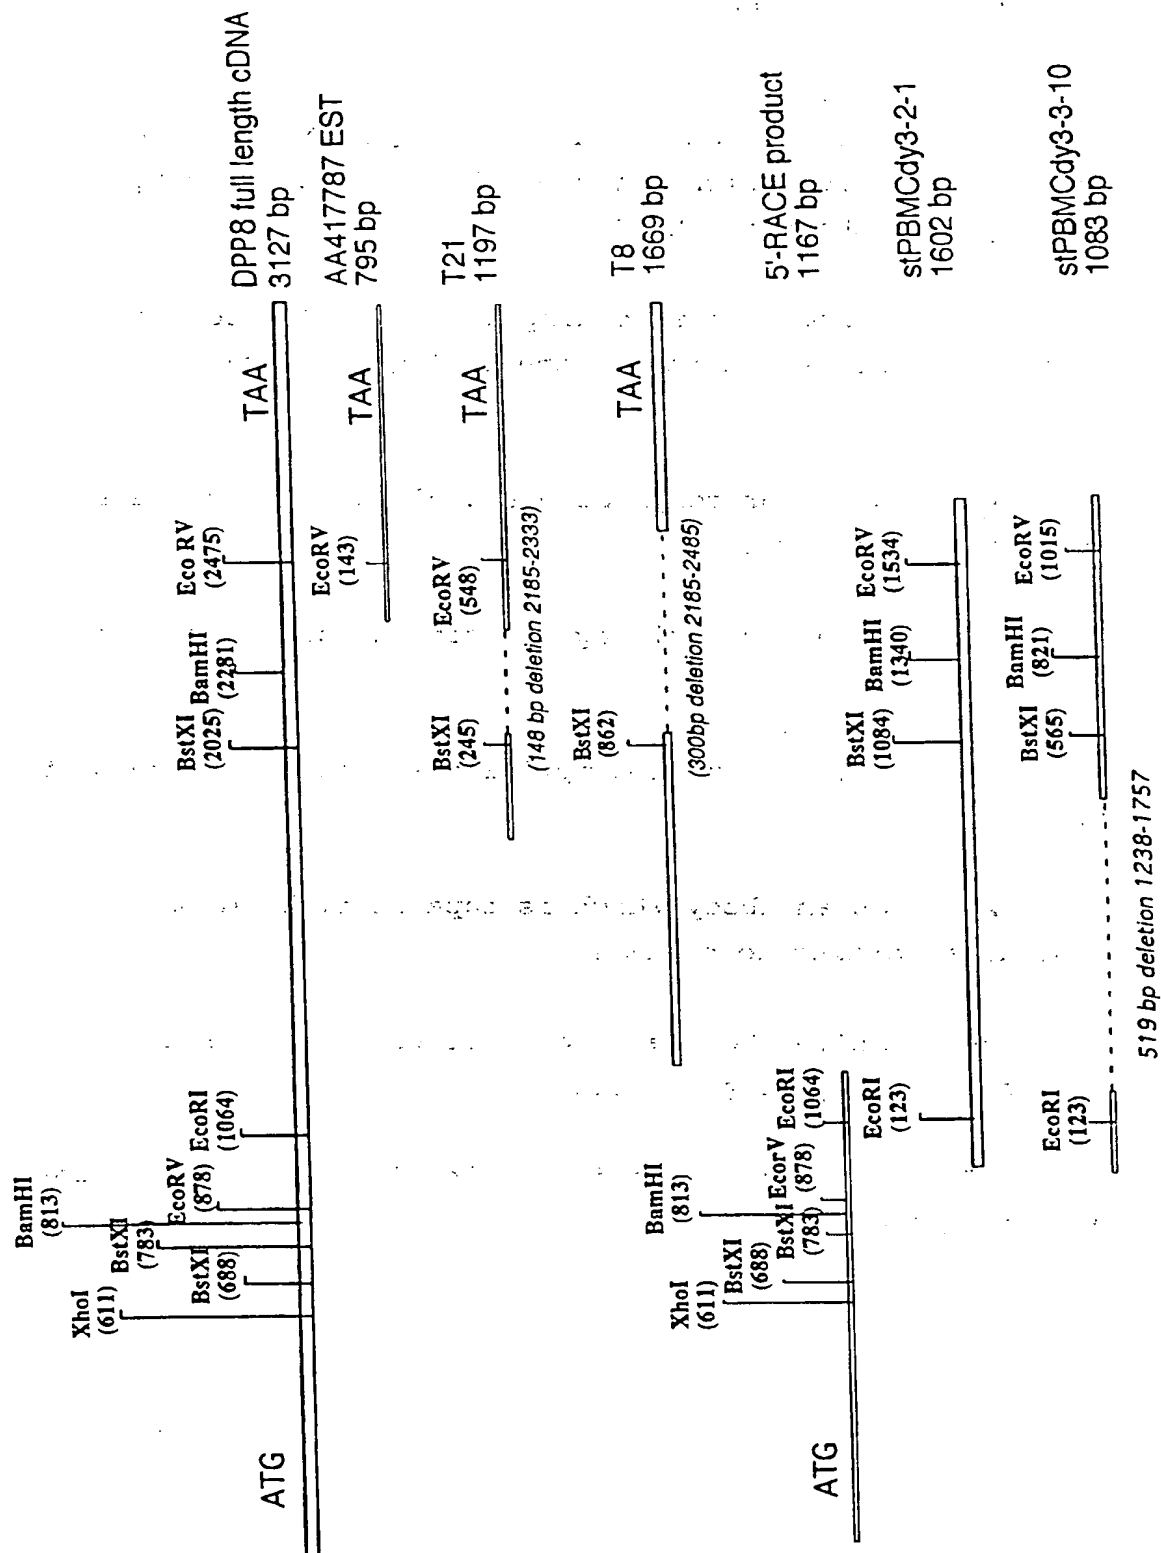 DPP8 full length cDNA
3127 bp
XhoI
(611)
BstXI
(688)
BstXI
(783)
BamHI
(813)
EcoRV
(878)
EcoRI
(1064)
BstXI
(2025)
BamHI
(2281)
Eco RV
(2475)
ATG
TAA
AA417787 EST
795 bp
EcoRV
(143)
TAA
T21
1197 bp
BstXI
(245)
EcoRV
(548)
TAA
(148 bp deletion 2185-2333)
T8
1669 bp
BstXI
(862)
TAA
(300bp deletion 2185-2485)
5'-RACE product
1167 bp
XhoI
(611)
BstXI
(688)
BstXI
(783)
BamHI
(813)
EcorV
(878)
EcoRI
(1064)
ATG
stPBMCdy3-2-1
1602 bp
EcoRI
(123)
BstXI
(1084)
BamHI
(1340)
EcoRV
(1534)
stPBMCdy3-3-10
1083 bp
EcoRI
(123)
BstXI
(565)
BamHI
(821)
EcoRV
(1015)
519 bp deletion 1238-1757